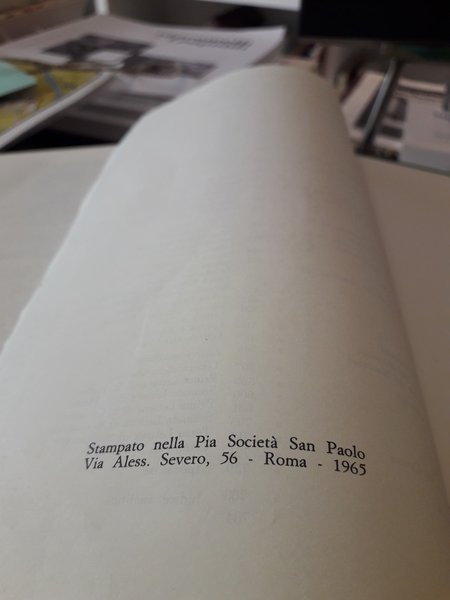 Stampato nella Pia Società San Paolo
Via Aless. Severo, 56 - Roma - 1965